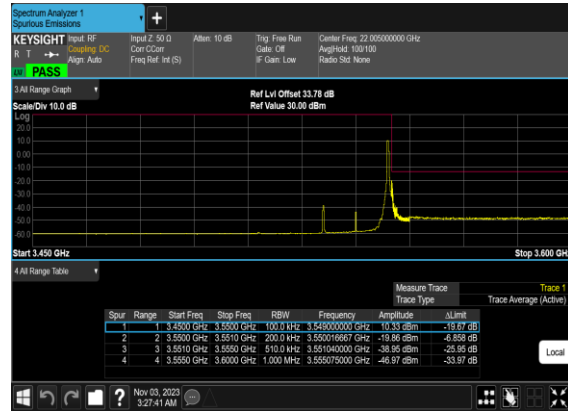 Spectrum Analyzer 1
Spurious Emissions
KEYSIGHT Input: RF Input Z: 50 Ω Atten: 10 dB Trig: Free Run Center Freq: 22.005000000 GHz
R T Coupling: DC Corr CCorr Gate: Off Avg|Hold: 100/100
Align: Auto Freq Ref: Int (S) IF Gain: Low Radio Std: None
PASS
3 All Range Graph
Ref Lvl Offset 33.78 dB
Scale/Div 10.0 dB Ref Value 30.00 dBm
Log
20.0
10.0
0.00
-10.0
-20.0
-30.0
-40.0
-50.0
-60.0
Start 3.450 GHz Stop 3.600 GHz
4 All Range Table
Measure Trace Trace 1
Trace Type Trace Average (Active)
Spur Range Start Freq Stop Freq RBW Frequency Amplitude ΔLimit
1 1 3.4500 GHz 3.5500 GHz 100.0 kHz 3.549000000 GHz 10.33 dBm -19.67 dB
2 2 3.5500 GHz 3.5510 GHz 200.0 kHz 3.550016667 GHz -19.86 dBm -6.858 dB
3 3 3.5510 GHz 3.5550 GHz 510.0 kHz 3.551040000 GHz -38.95 dBm -25.95 dB
4 4 3.5550 GHz 3.6000 GHz 1.000 MHz 3.555075000 GHz -46.97 dBm -33.97 dB
Local
Nov 03, 2023
3:27:41 AM